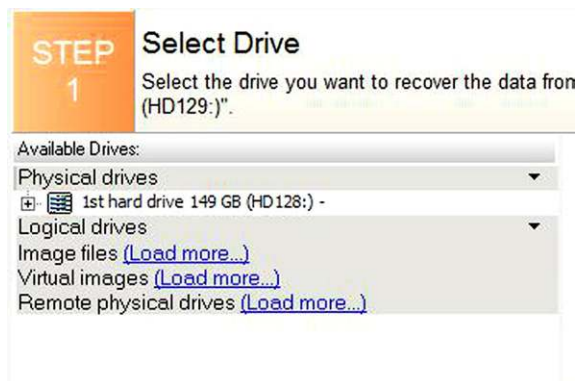 STEP
1
Select Drive
Select the drive you want to recover the data from
(HD129:)".
Available Drives:
Physical drives
1st hard drive 149 GB (HD128:) -
Logical drives
Image files (Load more...)
Virtual images (Load more...)
Remote physical drives (Load more...)